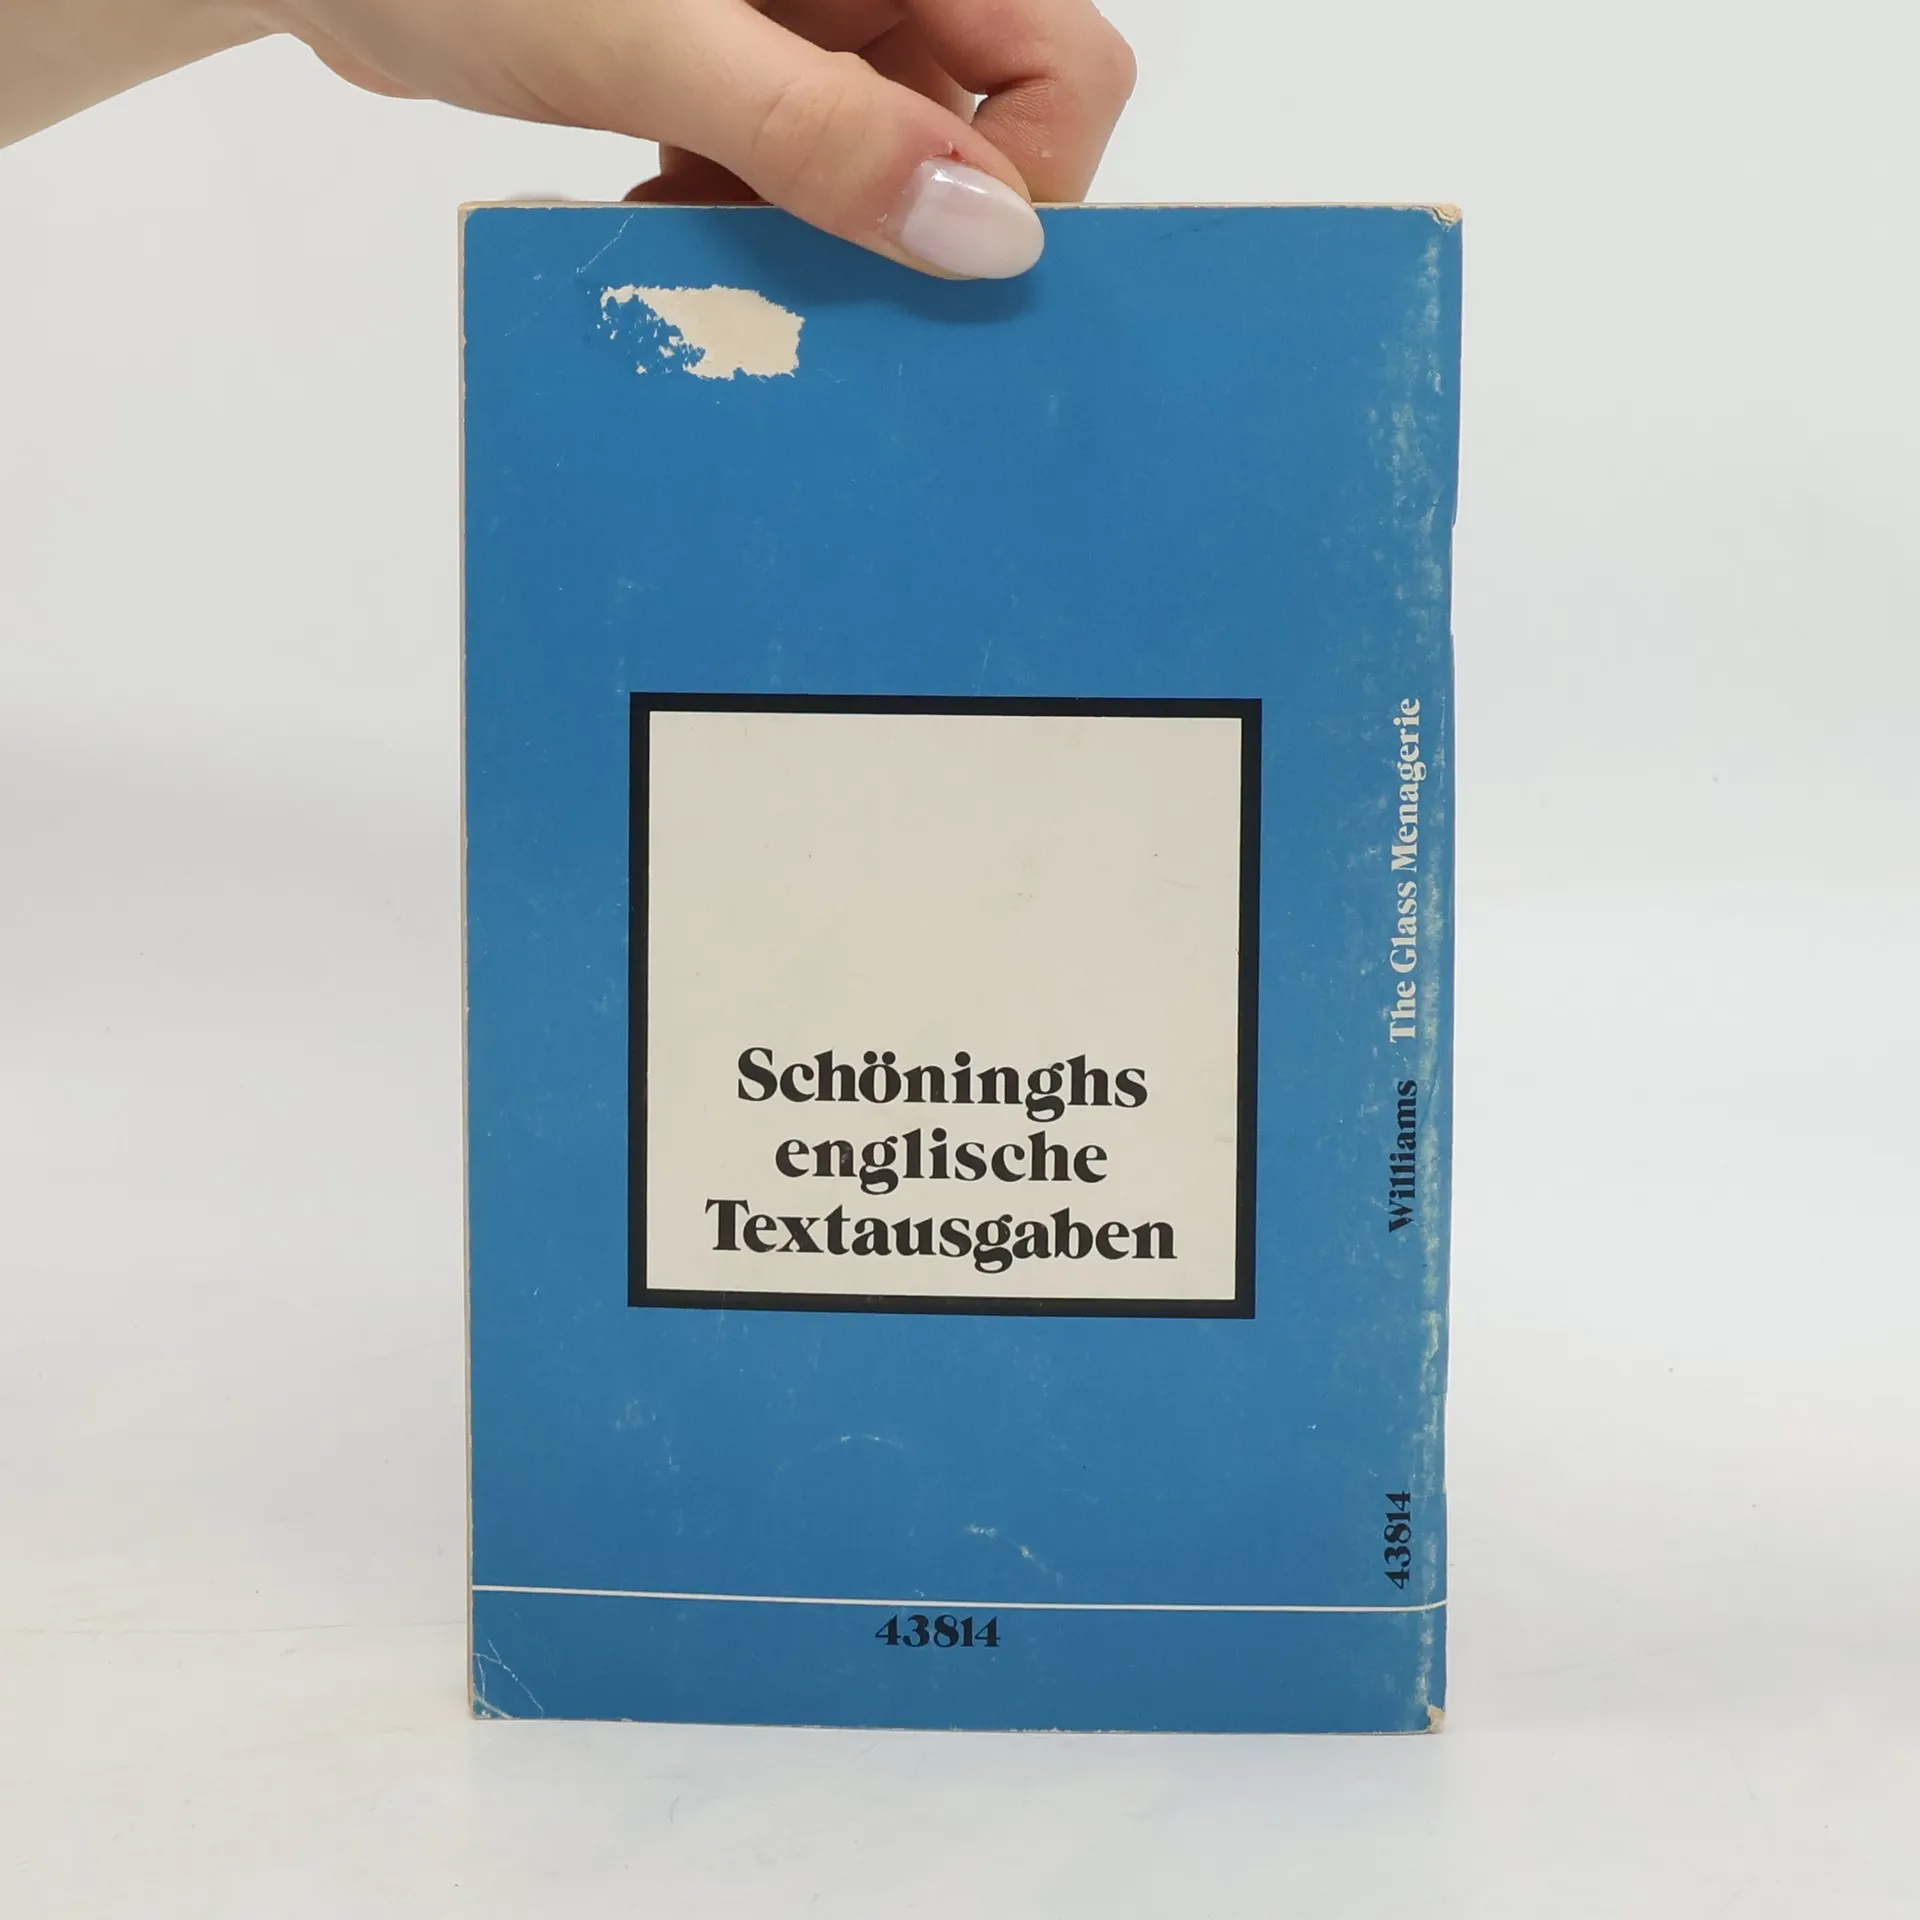 Schöninghs
englische
Textausgaben
43814
Williams The Glass Menagerie
43814